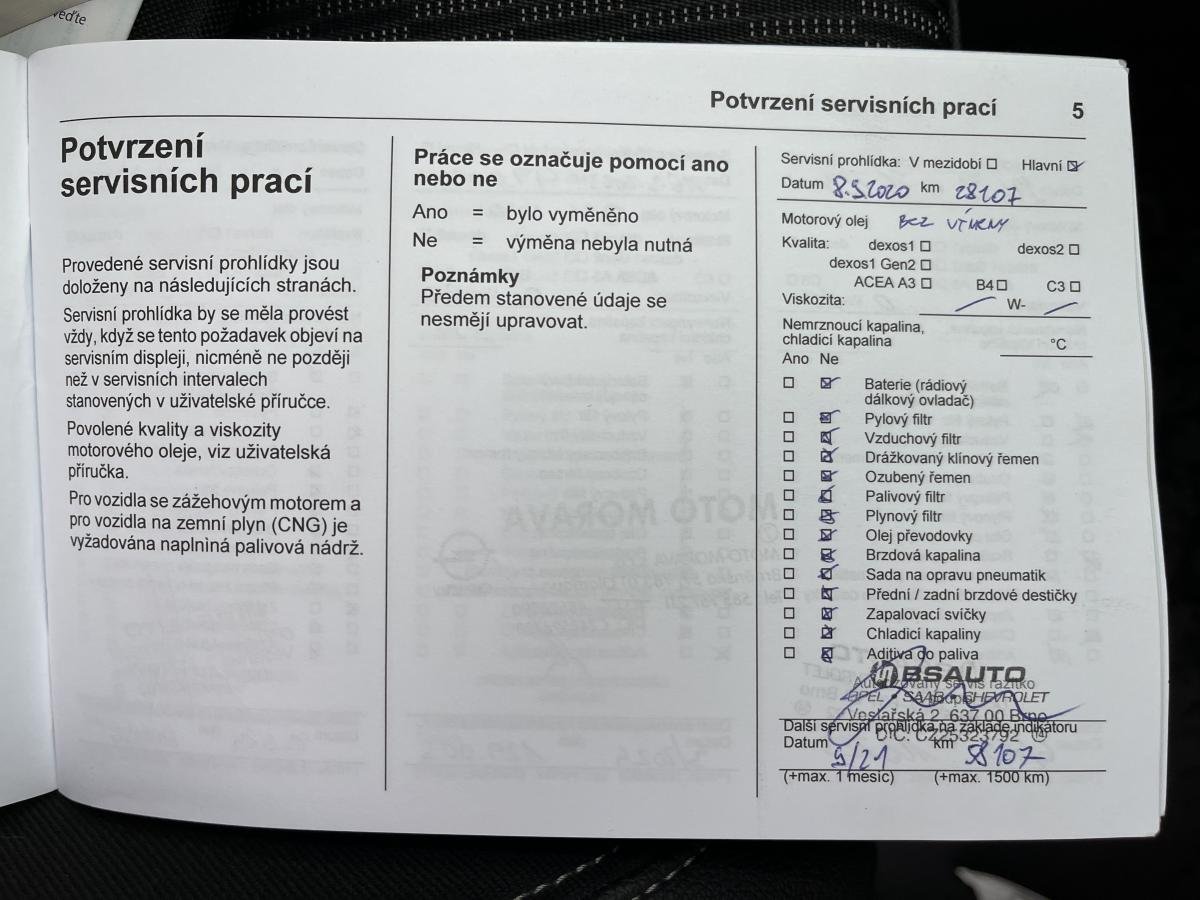 veďte
Potvrzení servisních prací 5
Potvrzení
servisních prací
Provedené servisní prohlídky jsou
doloženy na následujících stranách.
Servisní prohlídka by se měla provést
vždy, když se tento požadavek objeví na
servisním displeji, nicméně ne později
než v servisních intervalech
stanovených v uživatelské příručce.
Povolené kvality a viskozity
motorového oleje, viz uživatelská
příručka.
Pro vozidla se zážehovým motorem a
pro vozidla na zemní plyn (CNG) je
vyžadována naplnìná palivová nádrž.
Práce se označuje pomocí ano
nebo ne
Ano = bylo vyměněno
Ne = výměna nebyla nutná
Poznámky
Předem stanovené údaje se
nesmějí upravovat.
Servisní prohlídka: V mezidobí ☐ Hlavní ☑
Datum 8.9.2020 km 28107
Motorový olej BEZ VÝMĚNY
Kvalita: dexos1 ☐ dexos2 ☐
dexos1 Gen2 ☐
ACEA A3 ☐ B4 ☐ C3 ☐
Viskozita: — W- —
Nemrznoucí kapalina,
chladicí kapalina °C
Ano Ne
☐ ☑ Baterie (rádiový
dálkový ovladač)
☐ ☑ Pylový filtr
☐ ☑ Vzduchový filtr
☐ ☑ Drážkovaný klínový řemen
☐ ☑ Ozubený řemen
☐ ☑ Palivový filtr
☐ ☑ Plynový filtr
☐ ☑ Olej převodovky
☐ ☑ Brzdová kapalina
☐ ☑ Sada na opravu pneumatik
☐ ☑ Přední / zadní brzdové destičky
☐ ☑ Zapalovací svíčky
☐ ☑ Chladicí kapaliny
☐ ☑ Aditiva do paliva
BSAUTO
Autorizovaný servis razítko
OPEL • SAAB • CHEVROLET
Veslařská 2, 637 00 Brno
Další servisní prohlídka na základě indikátoru
DIČ: CZ25323792 14
Datum 9/21 km 58107
(+max. 1 měsíc) (+max. 1500 km)